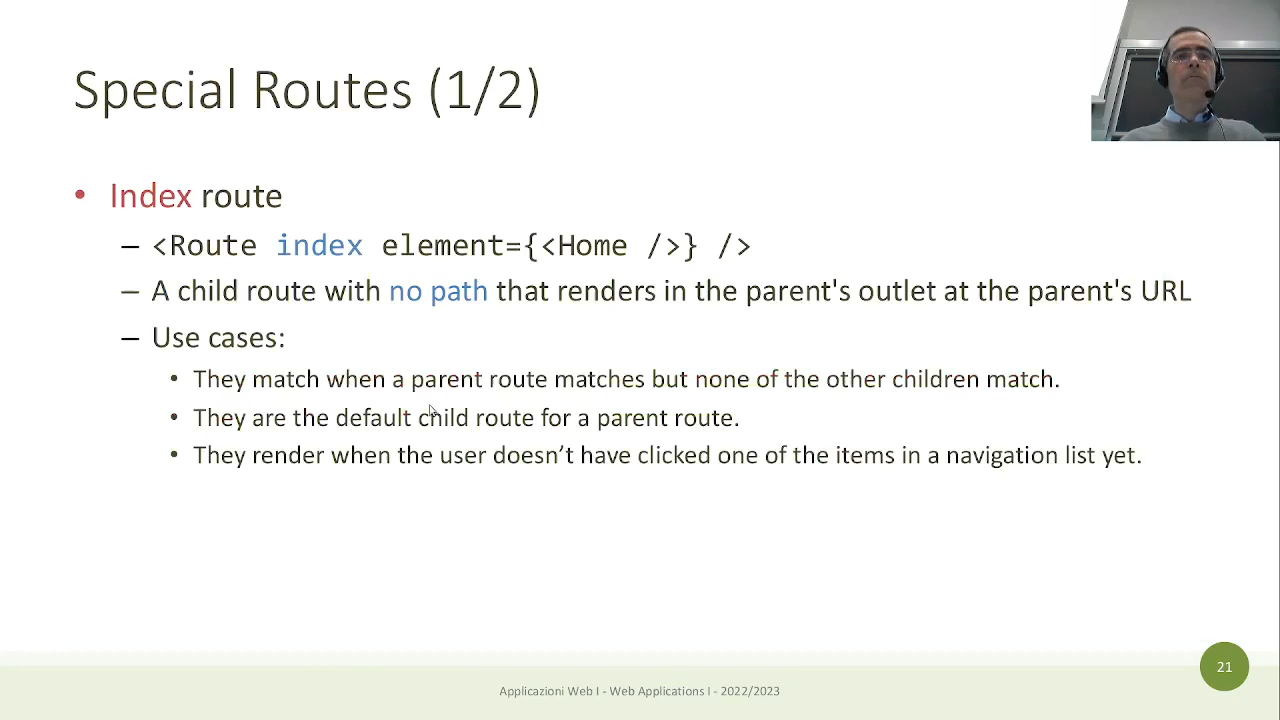 Special Routes (1/2)
• Index route
– <Route index element={<Home />} />
– A child route with no path that renders in the parent's outlet at the parent's URL
– Use cases:
• They match when a parent route matches but none of the other children match.
• They are the default child route for a parent route.
• They render when the user doesn’t have clicked one of the items in a navigation list yet.
21
Applicazioni Web I - Web Applications I - 2022/2023